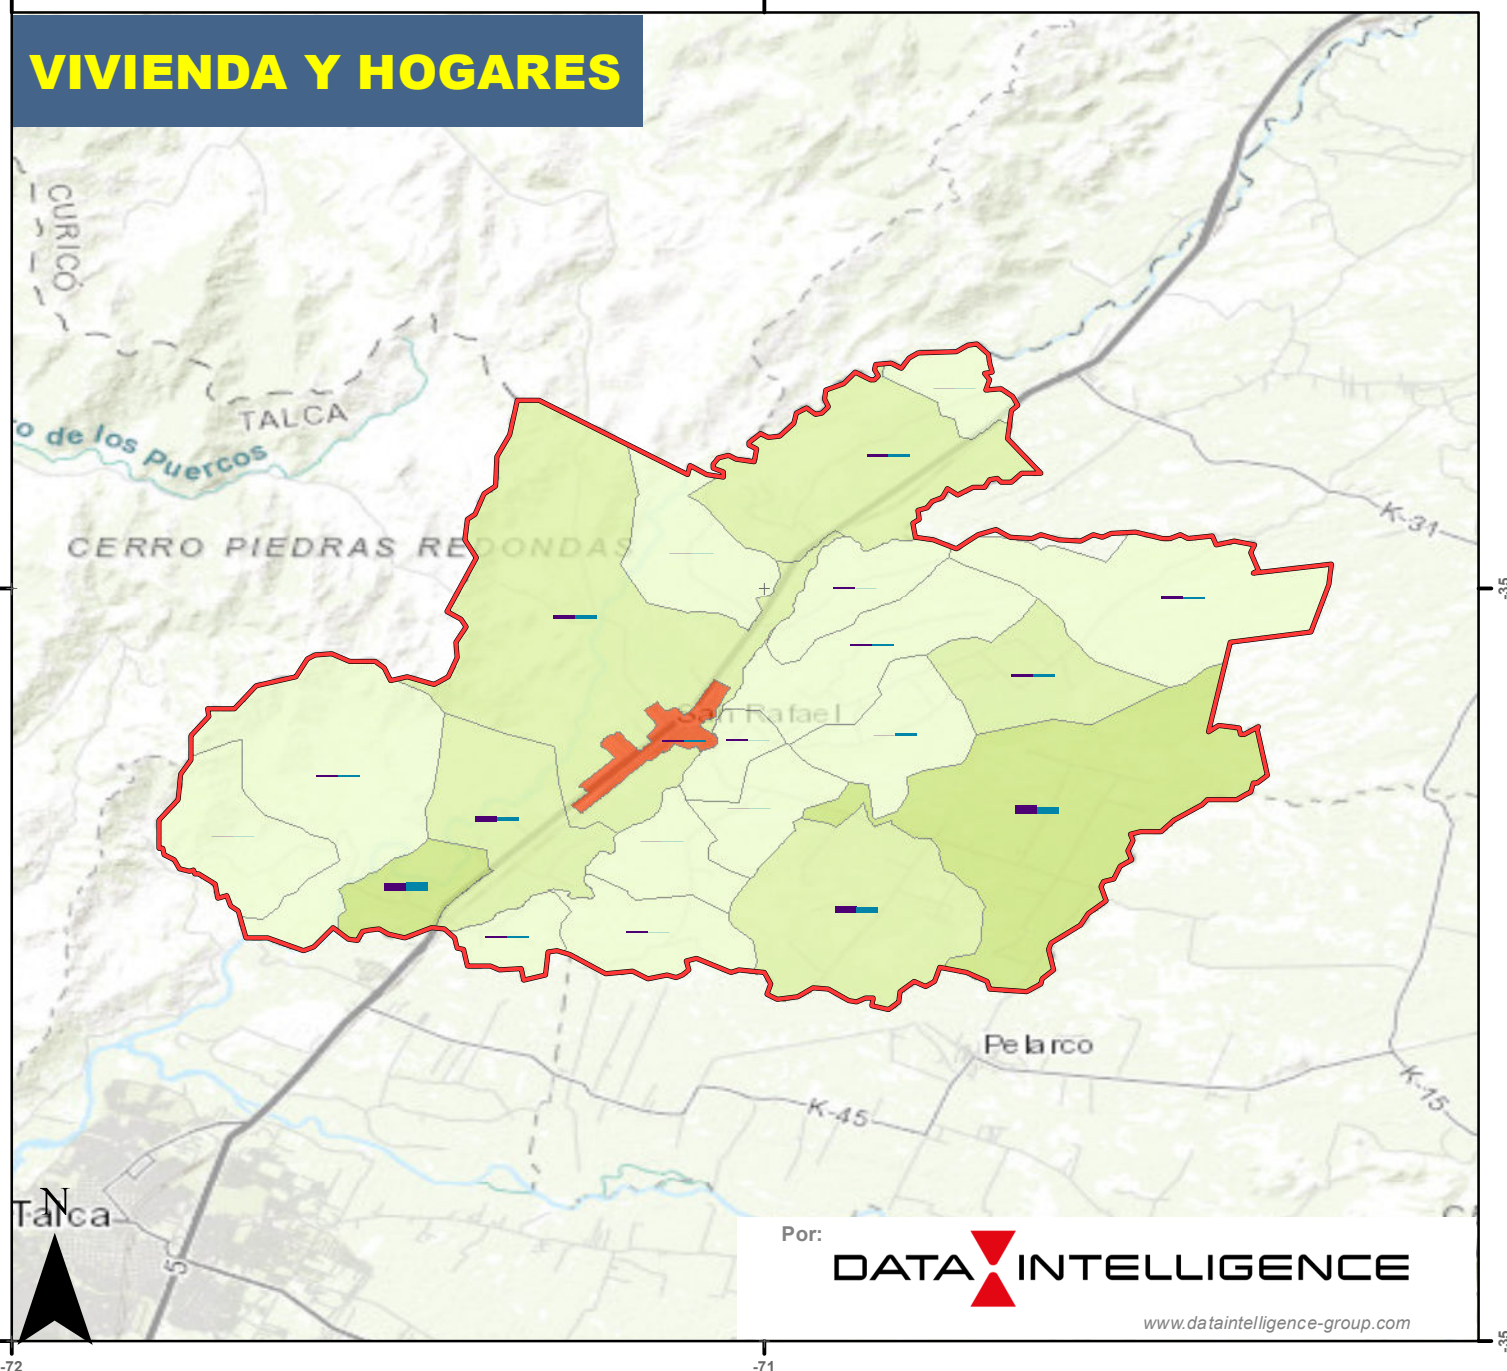 VIVIENDA Y HOGARES
CURICÓ
TALCA
o de los Puercos
CERRO PIEDRAS REDONDAS
K-31
-35
San Rafael
Pelarco
K-45
K-15
N
Talca
5
Por:
DATA INTELLIGENCE
www.dataintelligence-group.com
-35
-72
-71